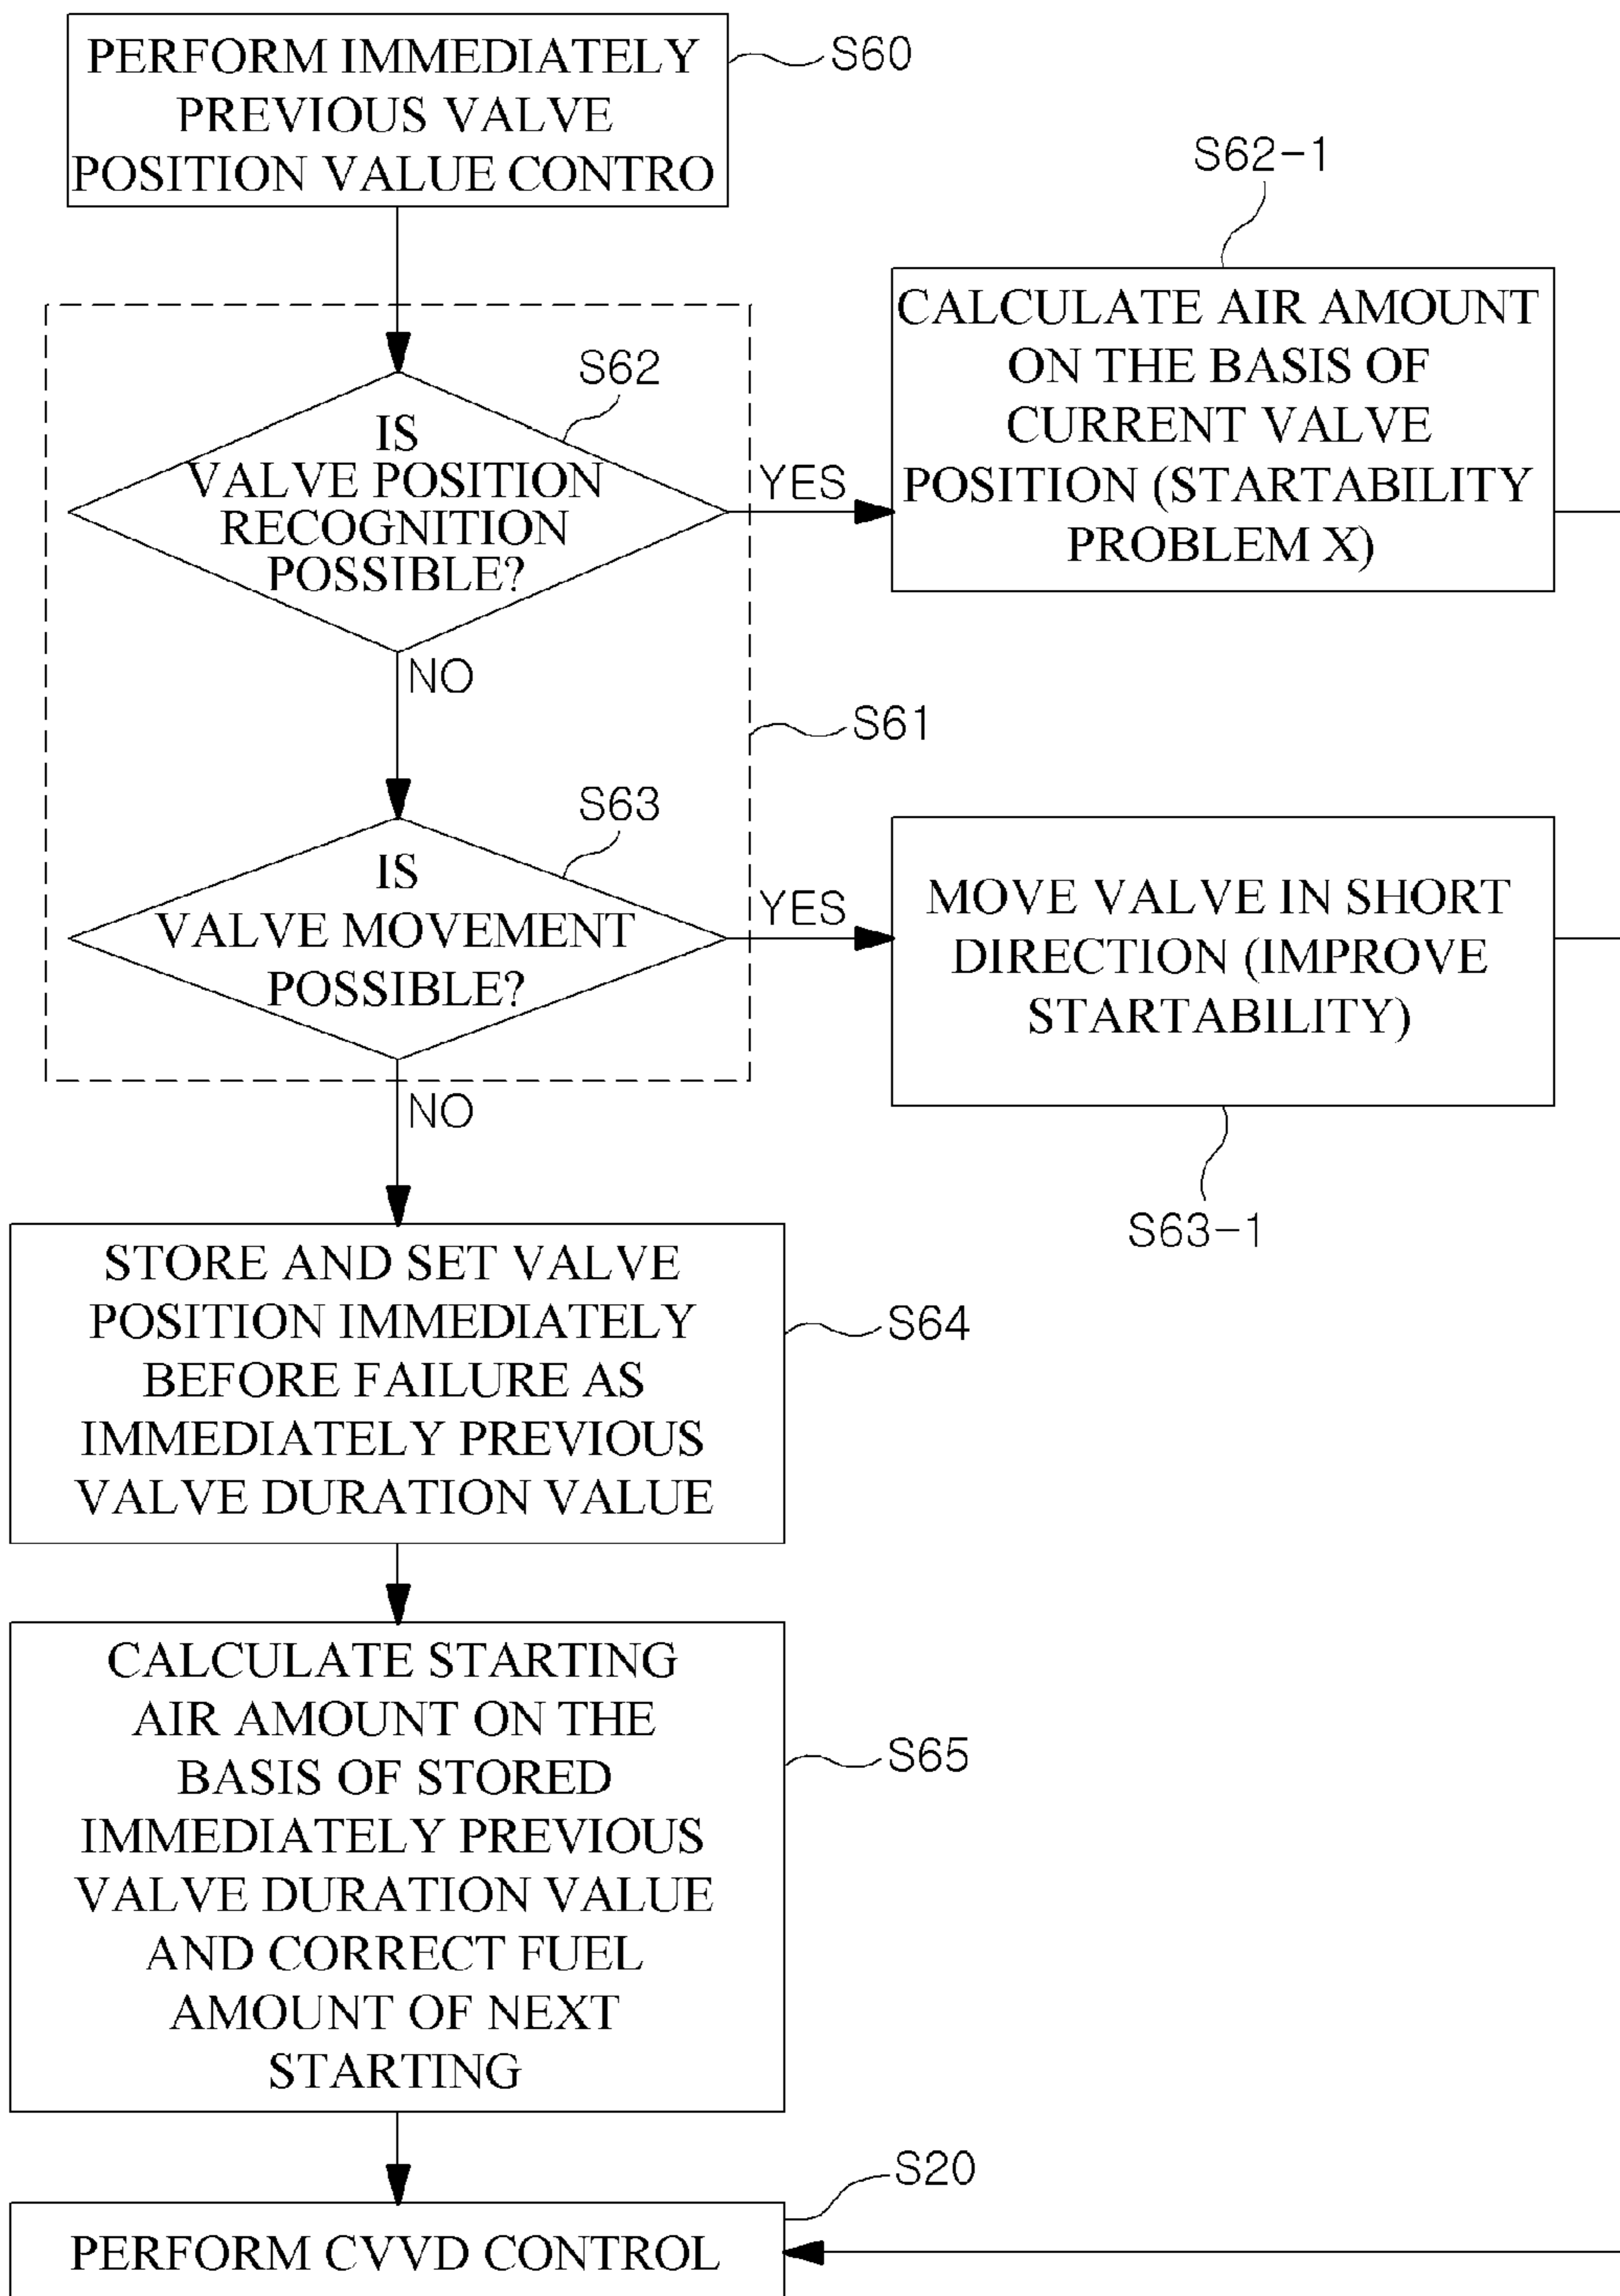 PERFORM IMMEDIATELY
PREVIOUS VALVE
POSITION VALUE CONTRO
S60
S62-1
CALCULATE AIR AMOUNT
ON THE BASIS OF
CURRENT VALVE
POSITION (STARTABILITY
PROBLEM X)
S62
IS
VALVE POSITION
RECOGNITION
POSSIBLE?
YES
NO
S61
S63
IS
VALVE MOVEMENT
POSSIBLE?
YES
MOVE VALVE IN SHORT
DIRECTION (IMPROVE
STARTABILITY)
NO
S63-1
STORE AND SET VALVE
POSITION IMMEDIATELY
BEFORE FAILURE AS
IMMEDIATELY PREVIOUS
VALVE DURATION VALUE
S64
CALCULATE STARTING
AIR AMOUNT ON THE
BASIS OF STORED
IMMEDIATELY PREVIOUS
VALVE DURATION VALUE
AND CORRECT FUEL
AMOUNT OF NEXT
STARTING
S65
S20
PERFORM CVVD CONTROL